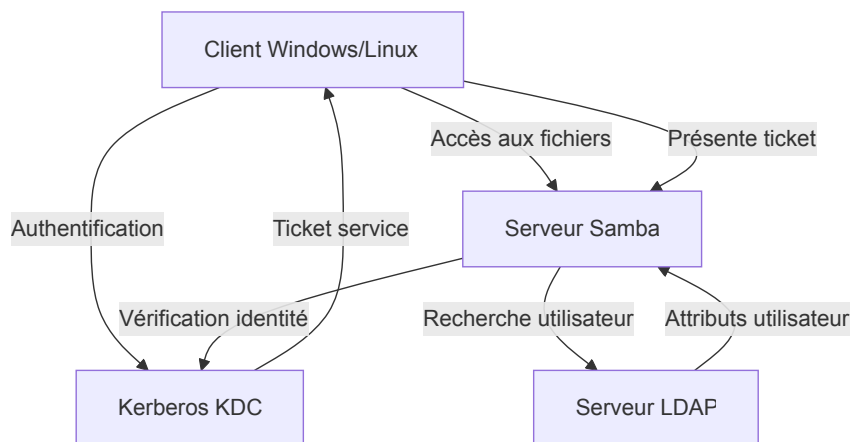 Client Windows/Linux
Accès aux fichiers
Présente ticket
Authentification
Ticket service
Serveur Samba
Vérification identité
Recherche utilisateur
Attributs utilisateur
Kerberos KDC
Serveur LDAP